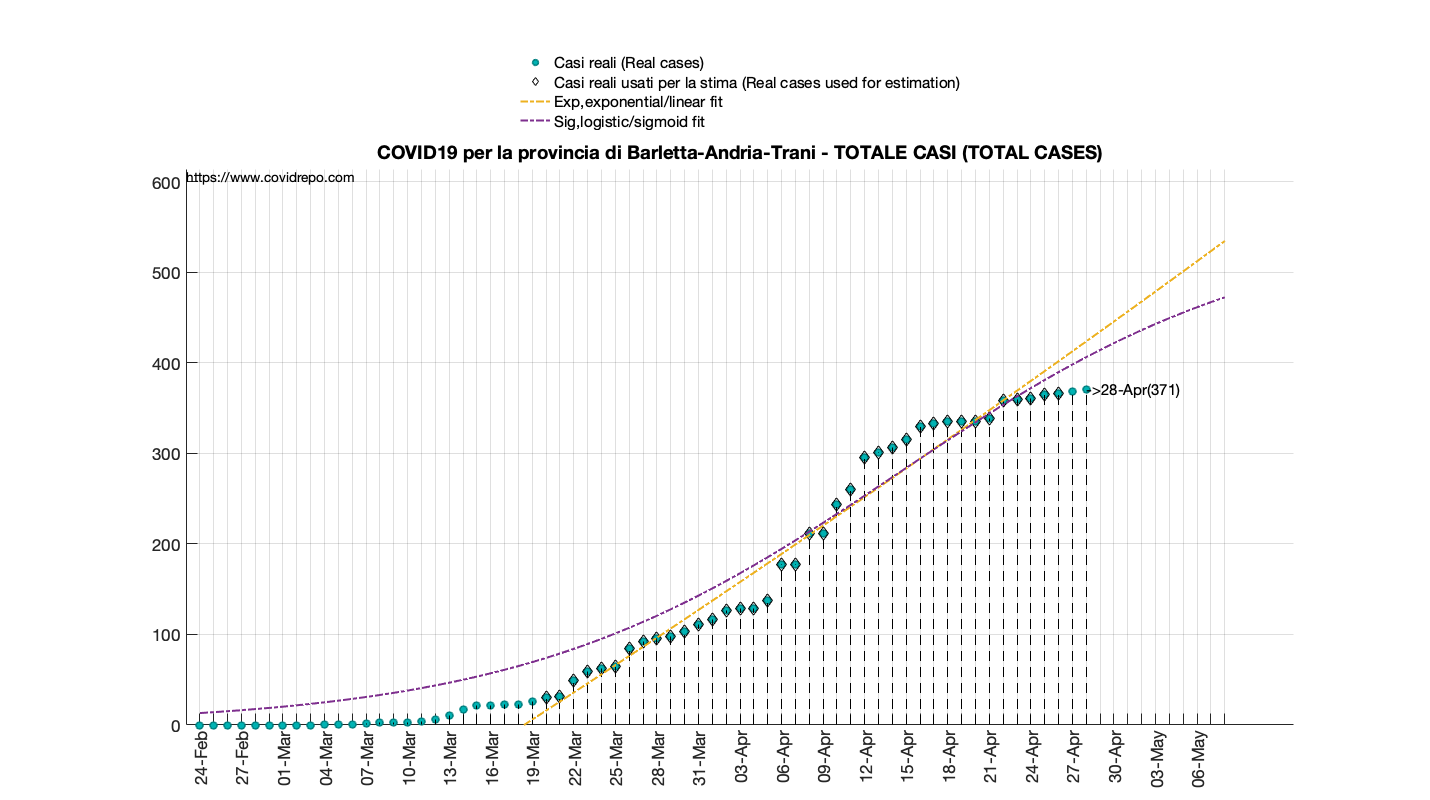 Casi reali (Real cases)
Casi reali usati per la stima (Real cases used for estimation)
Exp,exponential/linear fit
Sig,logistic/sigmoid fit
COVID19 per la provincia di Barletta-Andria-Trani - TOTALE CASI (TOTAL CASES)
https://www.covidrepo.com
600
500
400
300
200
100
0
->28-Apr(371)
24-Feb
27-Feb
01-Mar
04-Mar
07-Mar
10-Mar
13-Mar
16-Mar
19-Mar
22-Mar
25-Mar
28-Mar
31-Mar
03-Apr
06-Apr
09-Apr
12-Apr
15-Apr
18-Apr
21-Apr
24-Apr
27-Apr
30-Apr
03-May
06-May